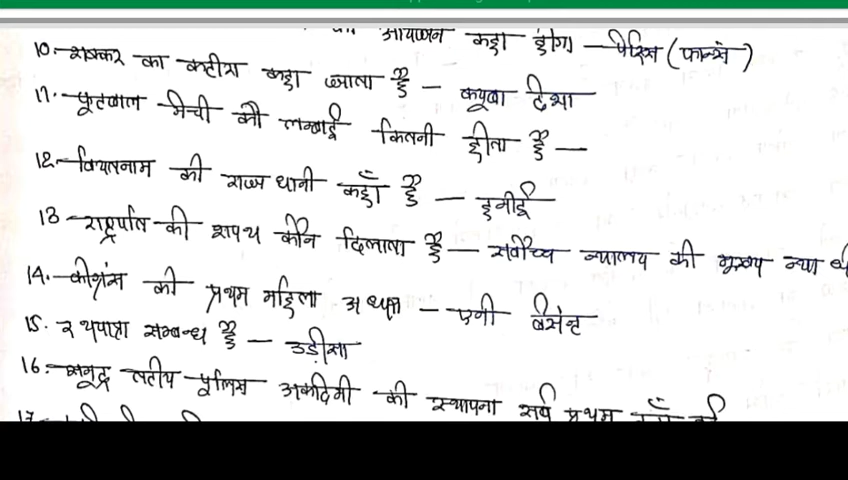 का आयोजन कहा होगा — पेरिस (फान्स)
10.- शक्कर का कटोरा कहा जाता है — क्यूबा देश
11.- फूटबाल मैची की लम्बाई कितनी होता है —
12.- वियतनाम की राजधानी कहाँ है — हनोई
13 - राष्ट्रपति की शपथ कौन दिलाता है — सर्वोच्च न्यालय की मुख्य
14.- कोग्रेस की प्रथम महिला अध्यक्ष — एनी बिसेन्ट
15. रथयात्रा सम्बन्ध है — उड़ीसा
16.- समुद्र तटीय पुलिस अकादमी की स्थापना सर्व प्रथम
17.